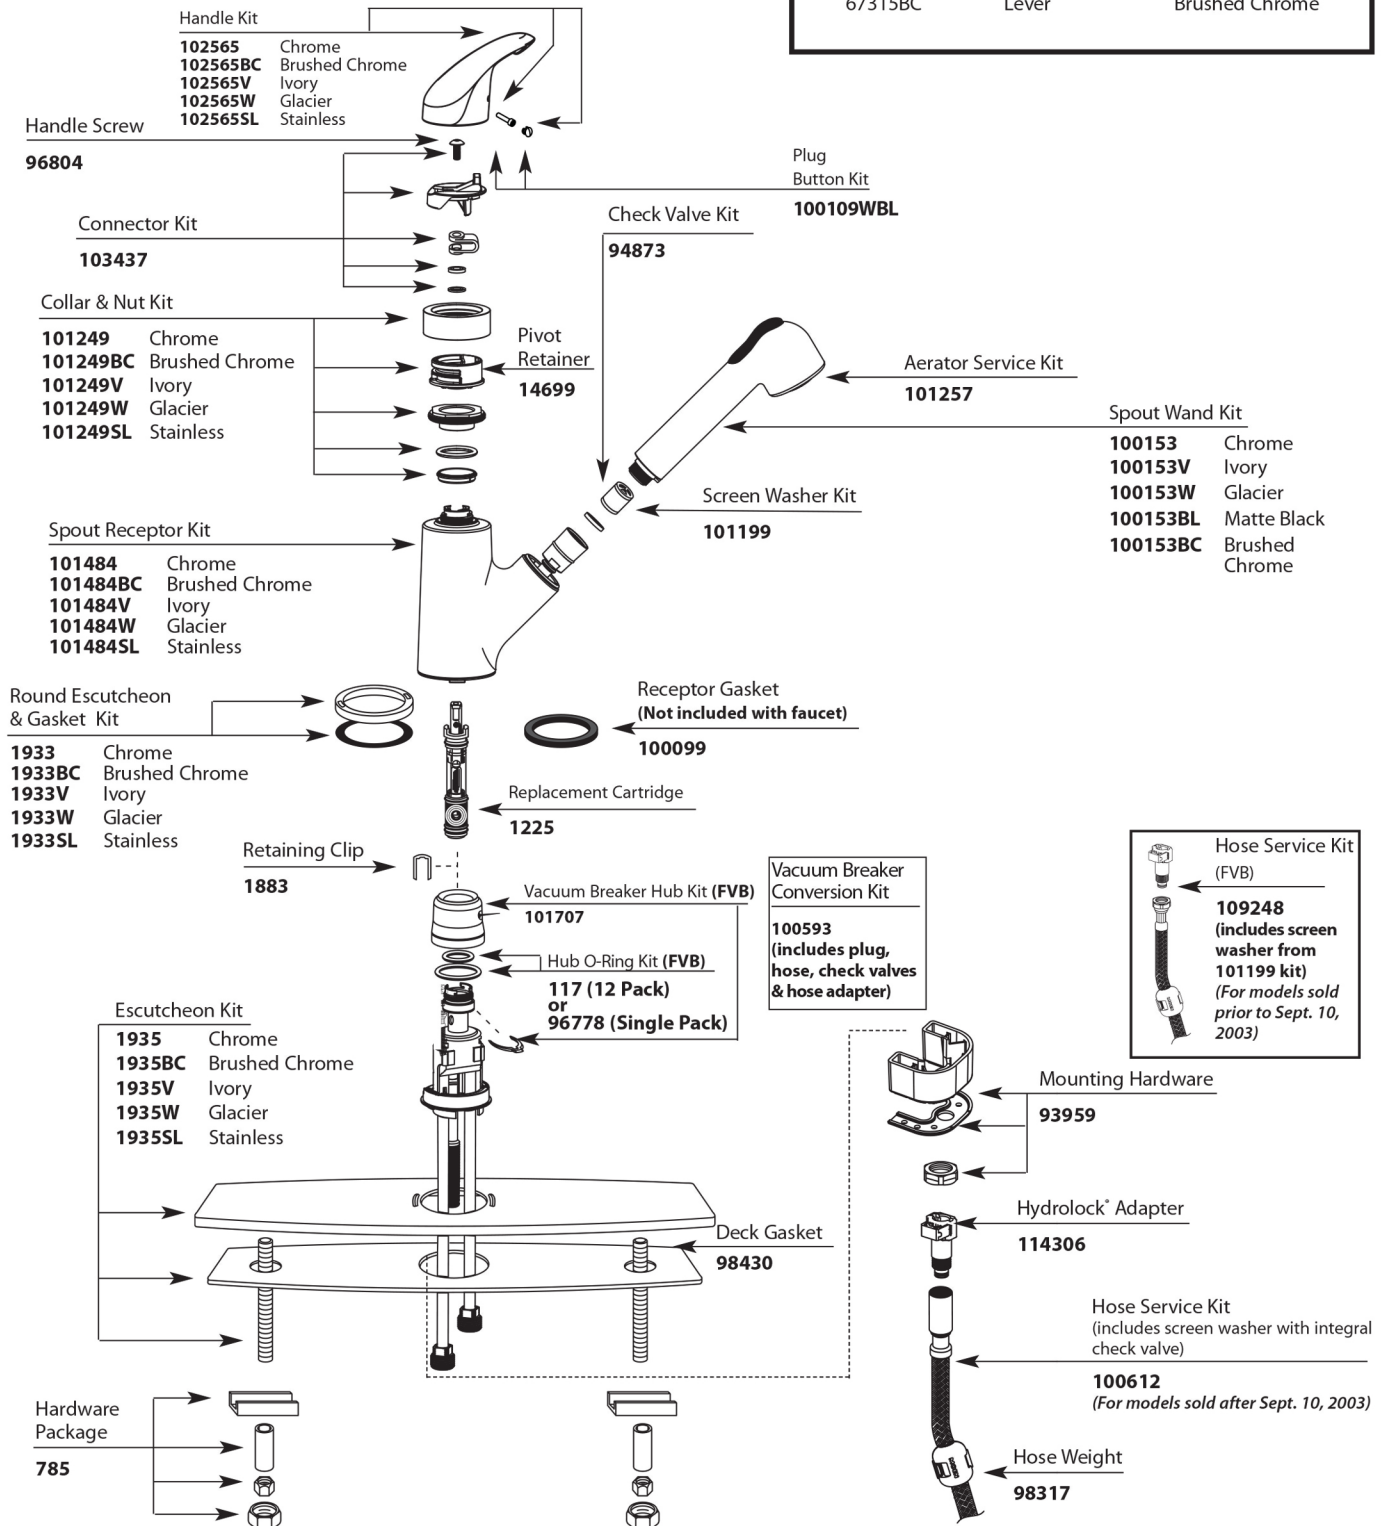 67315BC Lever Brushed Chrome
Handle Kit
102565 Chrome
102565BC Brushed Chrome
102565V Ivory
102565W Glacier
102565SL Stainless
Handle Screw
96804
Plug
Button Kit
100109WBL
Connector Kit
103437
Check Valve Kit
94873
Collar & Nut Kit
101249 Chrome
101249BC Brushed Chrome
101249V Ivory
101249W Glacier
101249SL Stainless
Pivot
Retainer
14699
Aerator Service Kit
101257
Spout Wand Kit
100153 Chrome
100153V Ivory
100153W Glacier
100153BL Matte Black
100153BC Brushed
Chrome
Screen Washer Kit
101199
Spout Receptor Kit
101484 Chrome
101484BC Brushed Chrome
101484V Ivory
101484W Glacier
101484SL Stainless
Round Escutcheon
& Gasket Kit
1933 Chrome
1933BC Brushed Chrome
1933V Ivory
1933W Glacier
1933SL Stainless
Receptor Gasket
(Not included with faucet)
100099
Replacement Cartridge
1225
Retaining Clip
1883
Vacuum Breaker Hub Kit (FVB)
101707
Hub O-Ring Kit (FVB)
117 (12 Pack)
or
96778 (Single Pack)
Vacuum Breaker
Conversion Kit
100593
(includes plug,
hose, check valves
& hose adapter)
Hose Service Kit
(FVB)
109248
(includes screen
washer from
101199 kit)
(For models sold
prior to Sept. 10,
2003)
Escutcheon Kit
1935 Chrome
1935BC Brushed Chrome
1935V Ivory
1935W Glacier
1935SL Stainless
Mounting Hardware
93959
Hydrolock® Adapter
114306
Deck Gasket
98430
Hose Service Kit
(includes screen washer with integral
check valve)
100612
(For models sold after Sept. 10, 2003)
Hardware
Package
785
Hose Weight
98317